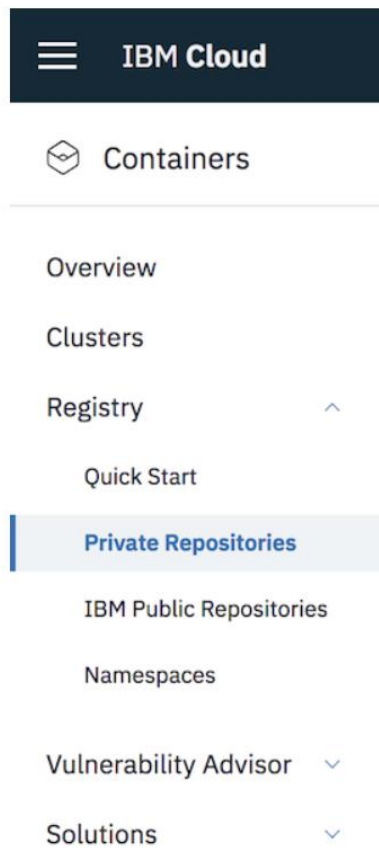 IBM Cloud
Containers
Overview
Clusters
Registry
Quick Start
Private Repositories
IBM Public Repositories
Namespaces
Vulnerability Advisor
Solutions